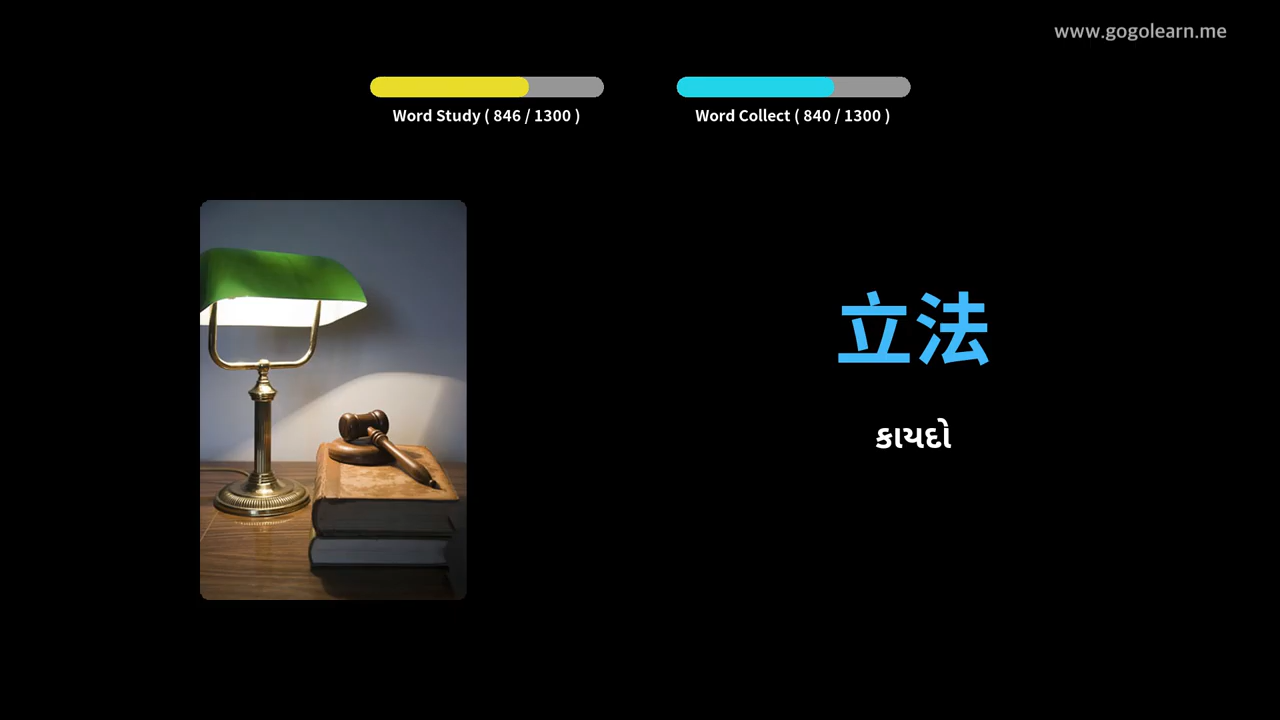 www.gogolearn.me
Word Study ( 846 / 1300 )
Word Collect ( 840 / 1300 )
立法
કાયદો